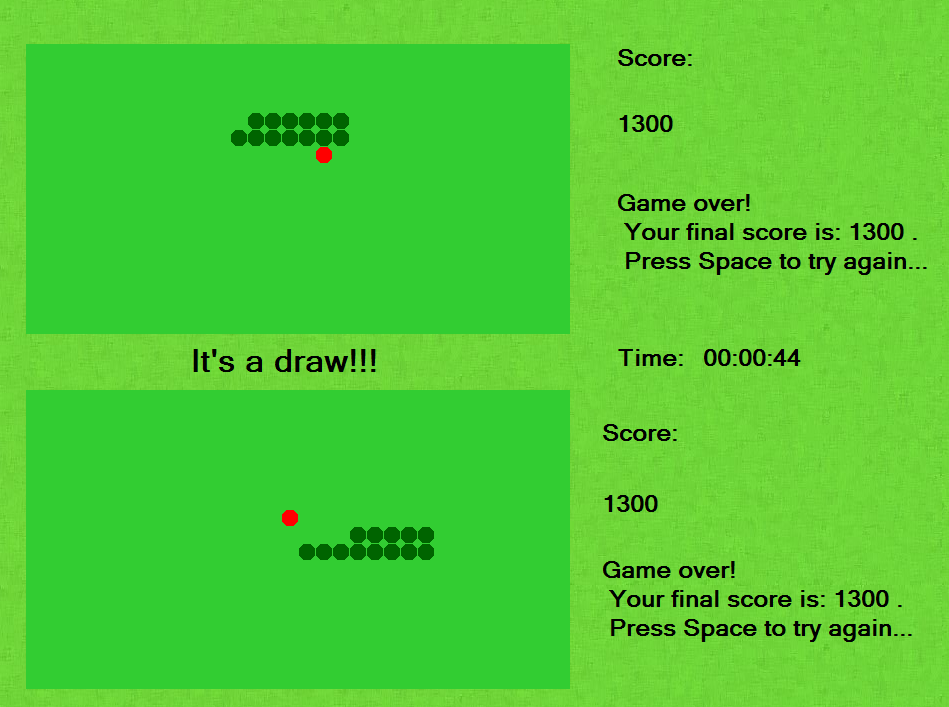 Score:
1300
Game over!
Your final score is: 1300 .
Press Space to try again...
It's a draw!!!
Time: 00:00:44
Score:
1300
Game over!
Your final score is: 1300 .
Press Space to try again...